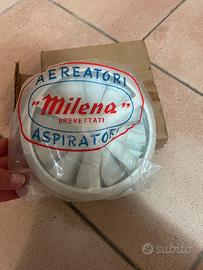 AEREATORI
"Milena"
BREVETTATI
ASPIRATORI
subito